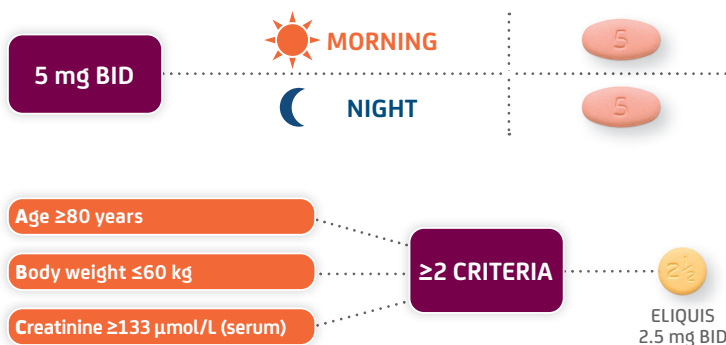 MORNING
5
5 mg BID
NIGHT
5
Age ≥80 years
Body weight ≤60 kg
≥2 CRITERIA
2½
Creatinine ≥133 μmol/L (serum)
ELIQUIS
2.5 mg BID